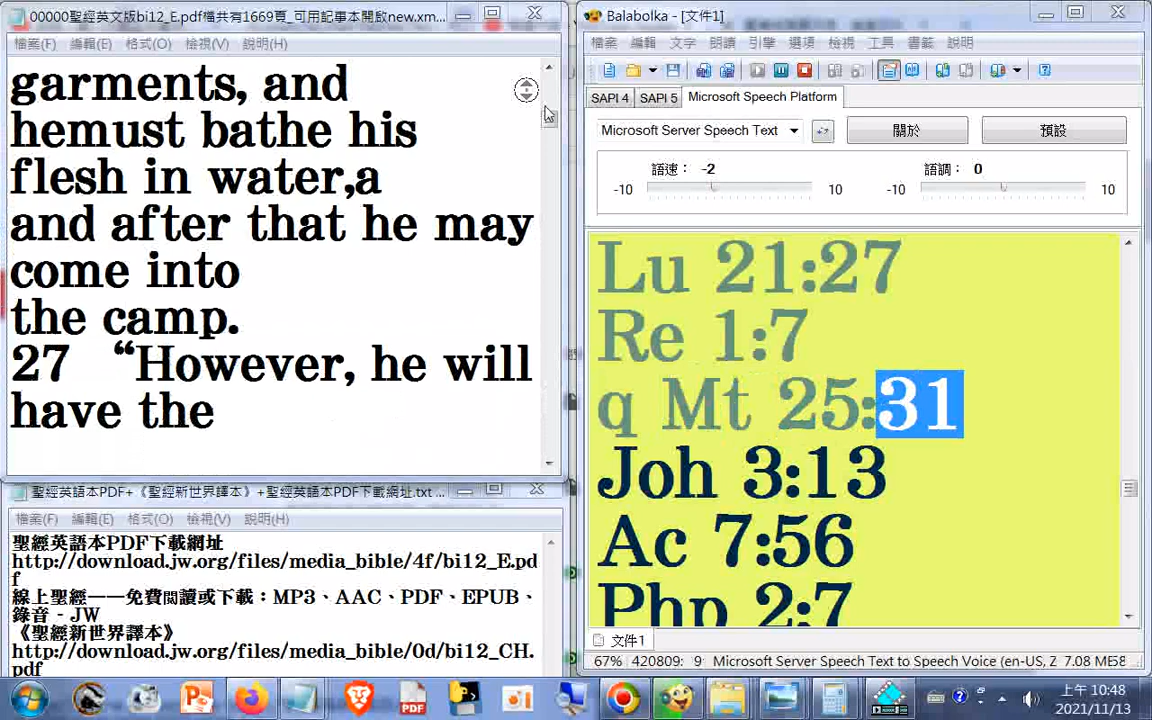 00000聖經英文版bi12_E.pdf檔共有1669頁_可用記事本開啟new.xm...
檔案(F) 編輯(E) 格式(O) 檢視(V) 說明(H)
garments, and
hemust bathe his
flesh in water,a
and after that he may
come into
the camp.
27 “However, he will
have the
聖經英語本PDF+《聖經新世界譯本》+聖經英語本PDF下載網址.txt ...
檔案(F) 編輯(E) 格式(O) 檢視(V) 說明(H)
聖經英語本PDF下載網址
http://download.jw.org/files/media_bible/4f/bi12_E.pd
f
線上聖經——免費閱讀或下載：MP3、AAC、PDF、EPUB、
錄音 - JW
《聖經新世界譯本》
http://download.jw.org/files/media_bible/0d/bi12_CH.
pdf
Balabolka - [文件1]
檔案 編輯 文字 朗讀 引擎 選項 檢視 工具 書籤 說明
SAPI 4 SAPI 5 Microsoft Speech Platform
Microsoft Server Speech Text 關於 預設
語速： -2 語調： 0
-10 10 -10 10
Lu 21:27
Re 1:7
q Mt 25:31
Joh 3:13
Ac 7:56
Php 2:7
文件1
67% 420809: 9 Microsoft Server Speech Text to Speech Voice (en-US, Z 7.08 ME58
上午 10:48
2021/11/13